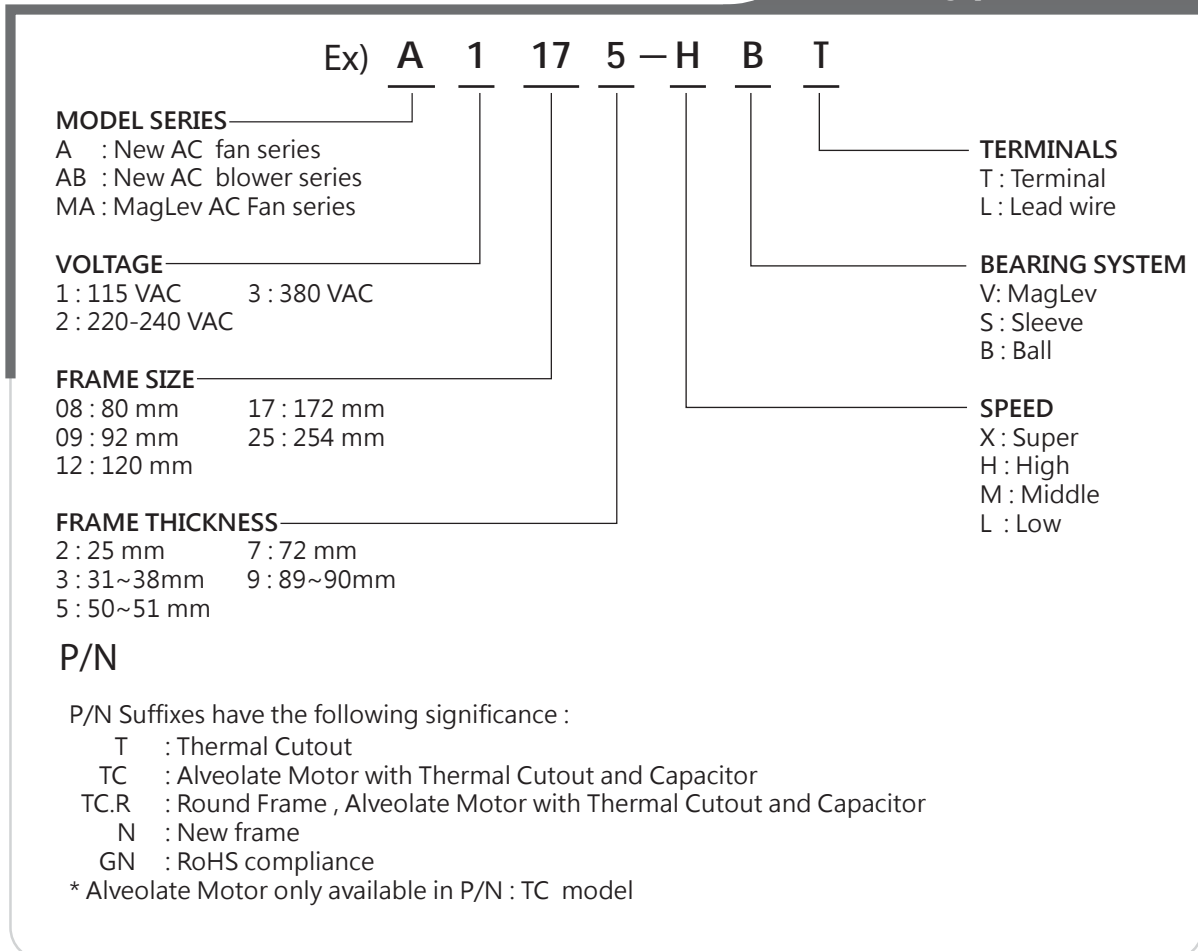 Ex) A 1 17 5 — H B T
MODEL SERIES
A : New AC fan series
AB : New AC blower series
MA : MagLev AC Fan series
VOLTAGE
1 : 115 VAC 3 : 380 VAC
2 : 220-240 VAC
FRAME SIZE
08 : 80 mm 17 : 172 mm
09 : 92 mm 25 : 254 mm
12 : 120 mm
FRAME THICKNESS
2 : 25 mm 7 : 72 mm
3 : 31~38mm 9 : 89~90mm
5 : 50~51 mm
TERMINALS
T : Terminal
L : Lead wire
BEARING SYSTEM
V: MagLev
S : Sleeve
B : Ball
SPEED
X : Super
H : High
M : Middle
L : Low
P/N
P/N Suffixes have the following significance :
T : Thermal Cutout
TC : Alveolate Motor with Thermal Cutout and Capacitor
TC.R : Round Frame , Alveolate Motor with Thermal Cutout and Capacitor
N : New frame
GN : RoHS compliance
* Alveolate Motor only available in P/N : TC model